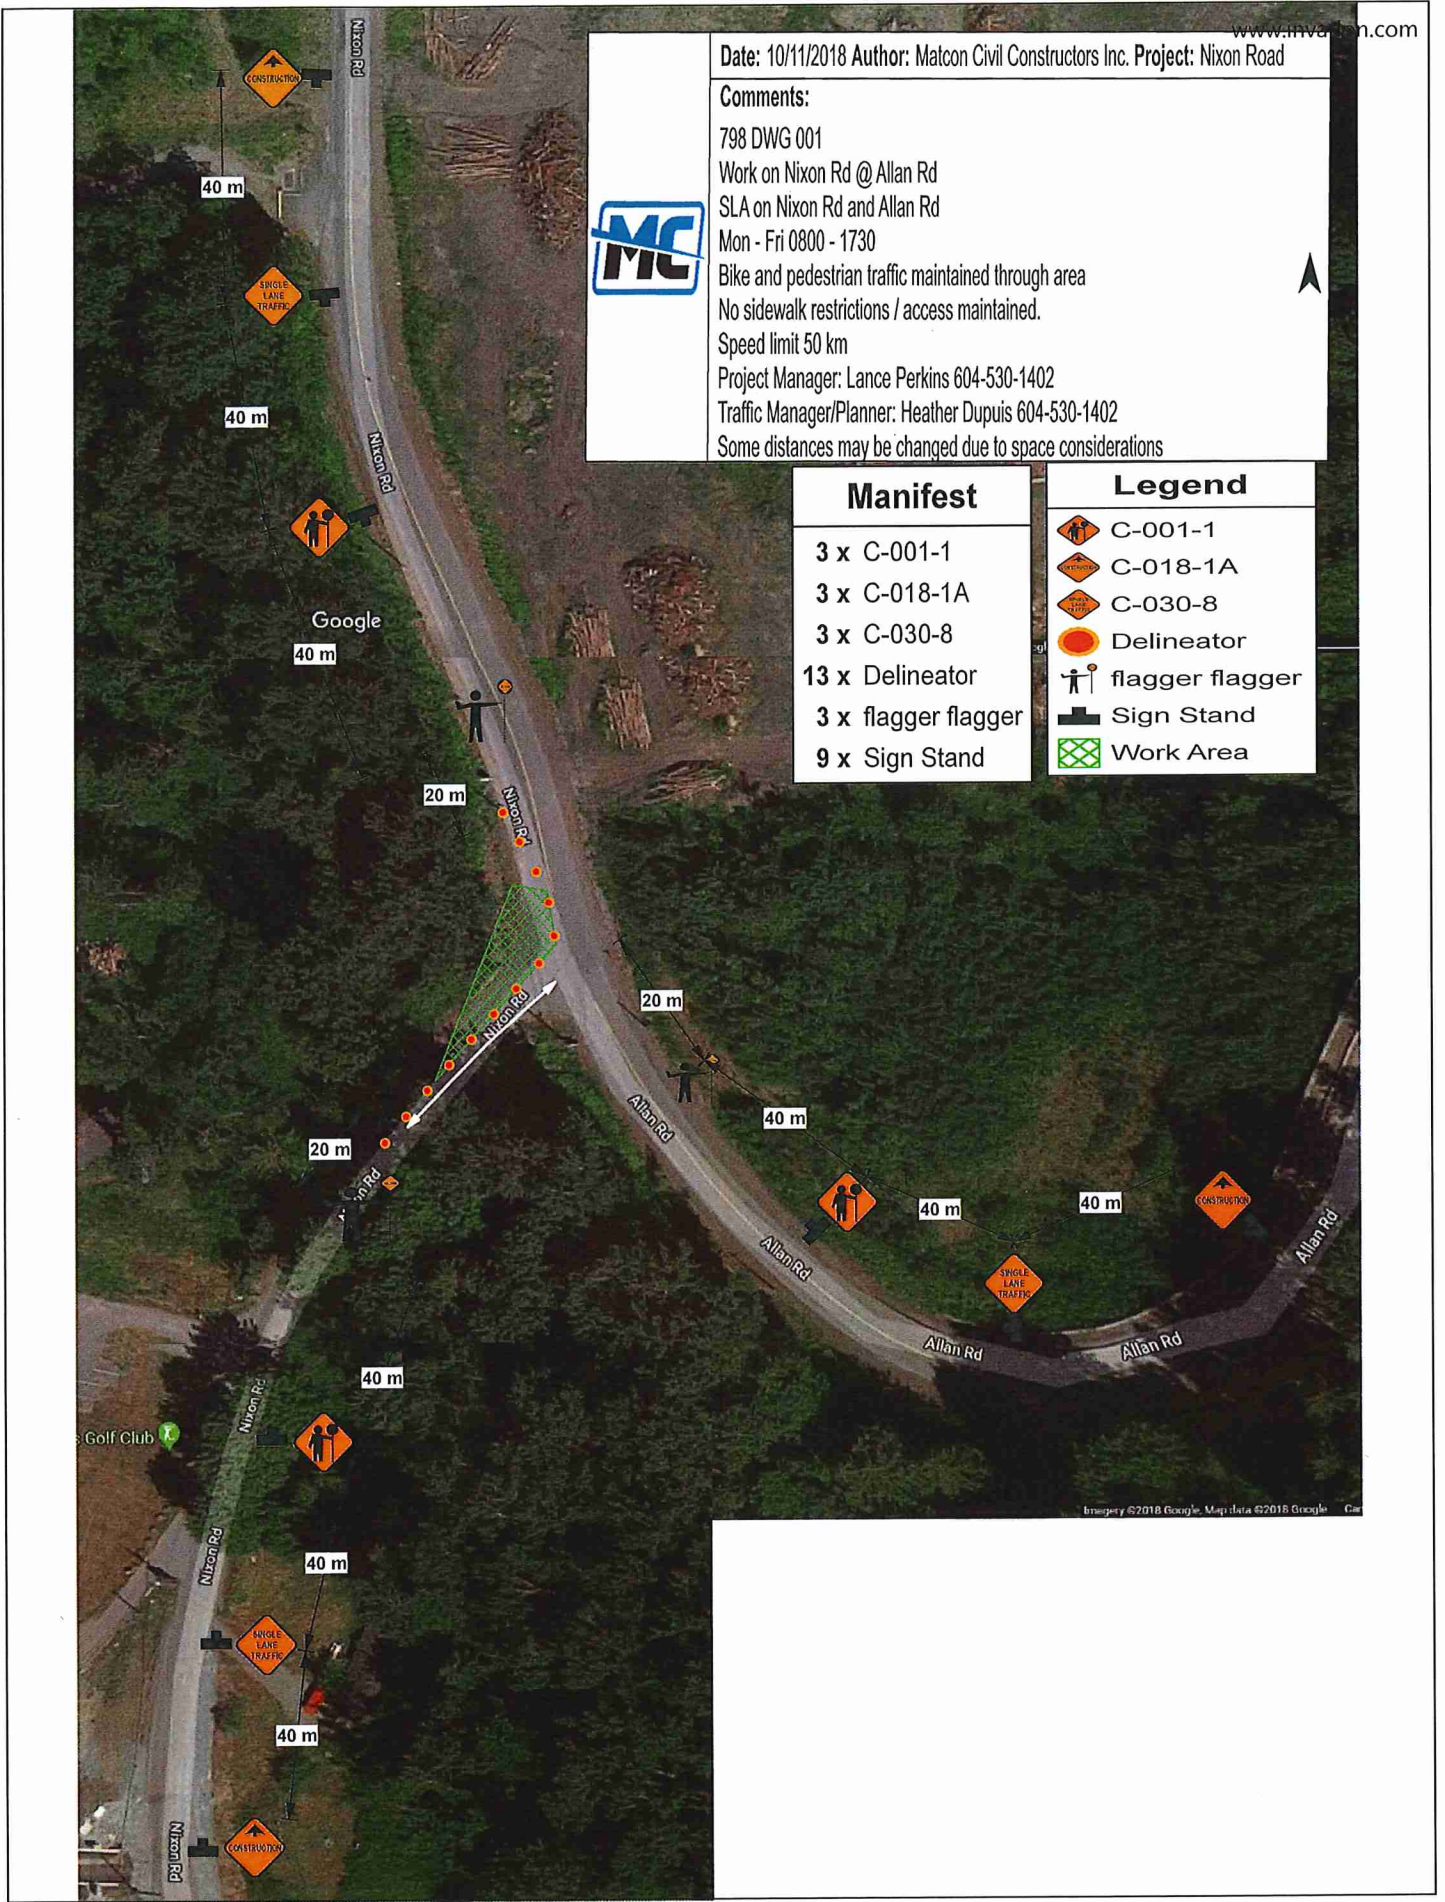 www.inva on.com
Date: 10/11/2018 Author: Matcon Civil Constructors Inc. Project: Nixon Road
Comments:
798 DWG 001
Work on Nixon Rd @ Allan Rd
SLA on Nixon Rd and Allan Rd
Mon - Fri 0800 - 1730
Bike and pedestrian traffic maintained through area
No sidewalk restrictions / access maintained.
Speed limit 50 km
Project Manager: Lance Perkins 604-530-1402
Traffic Manager/Planner: Heather Dupuis 604-530-1402
Some distances may be changed due to space considerations
MC
Manifest
3 x C-001-1
3 x C-018-1A
3 x C-030-8
13 x Delineator
3 x flagger flagger
9 x Sign Stand
Legend
C-001-1
C-018-1A
C-030-8
Delineator
flagger flagger
Sign Stand
Work Area
Nixon Rd
CONSTRUCTION
40 m
SINGLE
LANE
TRAFFIC
40 m
Nixon Rd
Google
40 m
20 m
Nixon Rd
Nixon Rd
20 m
Allan Rd
40 m
20 m
40 m
40 m
CONSTRUCTION
SINGLE
LANE
TRAFFIC
Allan Rd
Allan Rd
Allan Rd
Allan Rd
40 m
Nixon Rd
Golf Club
Imagery ©2018 Google, Map data ©2018 Google
Nixon Rd
40 m
SINGLE
LANE
TRAFFIC
40 m
CONSTRUCTION
Nixon Rd